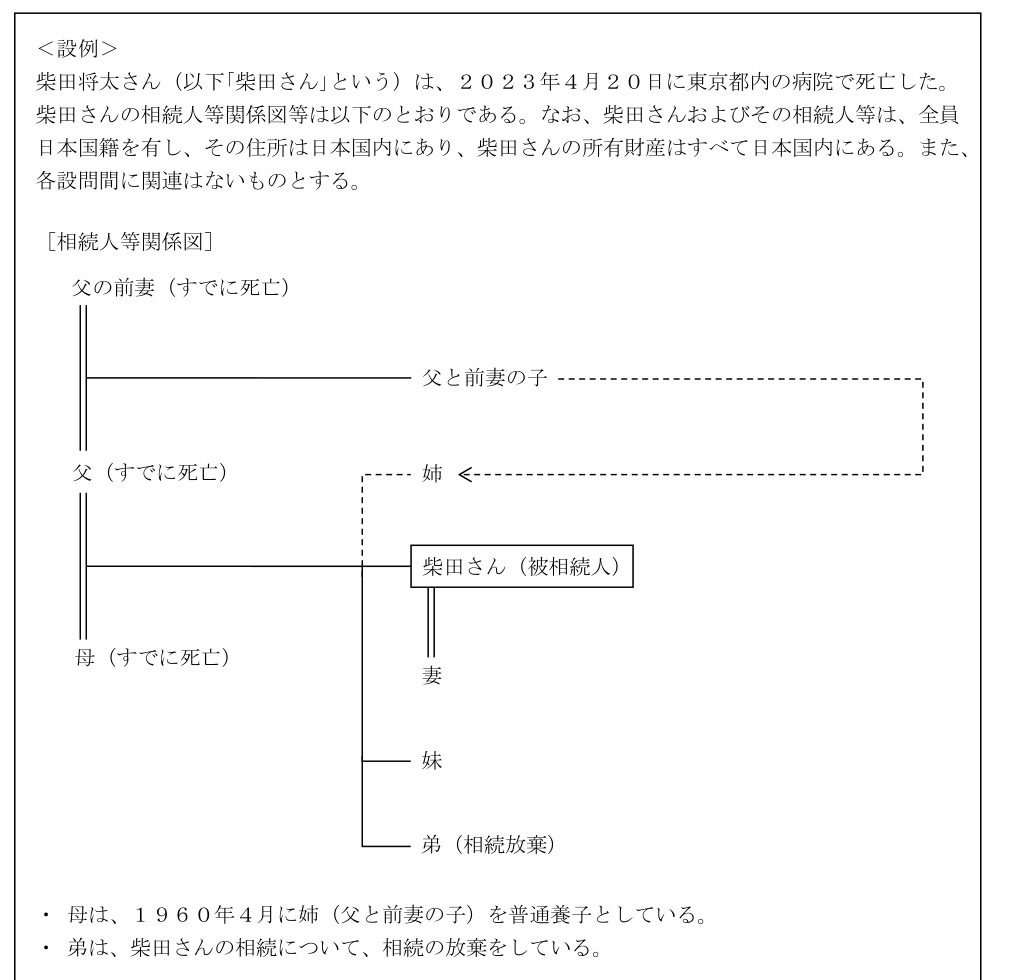 ＜設例＞
柴田将太さん（以下｢柴田さん｣という）は、２０２３年４月２０日に東京都内の病院で死亡した。
柴田さんの相続人等関係図等は以下のとおりである。なお、柴田さんおよびその相続人等は、全員
日本国籍を有し、その住所は日本国内にあり、柴田さんの所有財産はすべて日本国内にある。また、
各設問間に関連はないものとする。
［相続人等関係図］
父の前妻（すでに死亡）
父と前妻の子
父（すでに死亡）
姉
柴田さん（被相続人）
母（すでに死亡）
妻
妹
弟（相続放棄）
・ 母は、１９６０年４月に姉（父と前妻の子）を普通養子としている。
・ 弟は、柴田さんの相続について、相続の放棄をしている。